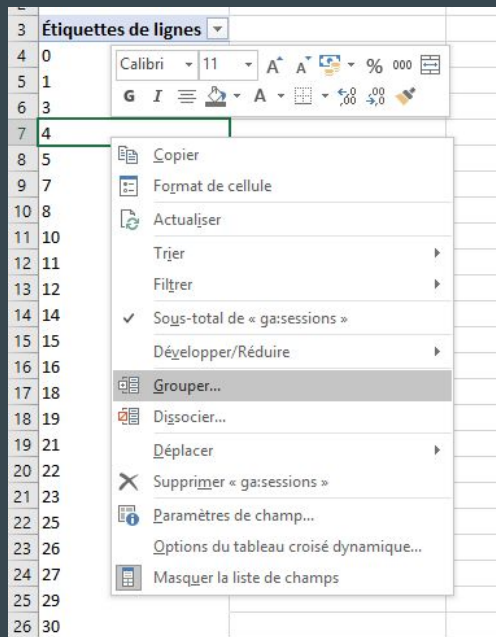 3 Étiquettes de lignes
4 0
Calibri 11 A A % 000
5 1
G I A ,00 ,00
6 3
7 4
Copier
8 5
9 7 Format de cellule
10 8 Actualiser
11 10
Trier
12 11
13 12 Filtrer
14 14 Sous-total de « ga:sessions »
15 15
Développer/Réduire
16 16
17 18 Grouper...
18 19 Dissocier...
19 21
Déplacer
20 22
Supprimer « ga:sessions »
21 23
22 25 Paramètres de champ...
23 26 Options du tableau croisé dynamique...
24 27 Masquer la liste de champs
25 29
26 30